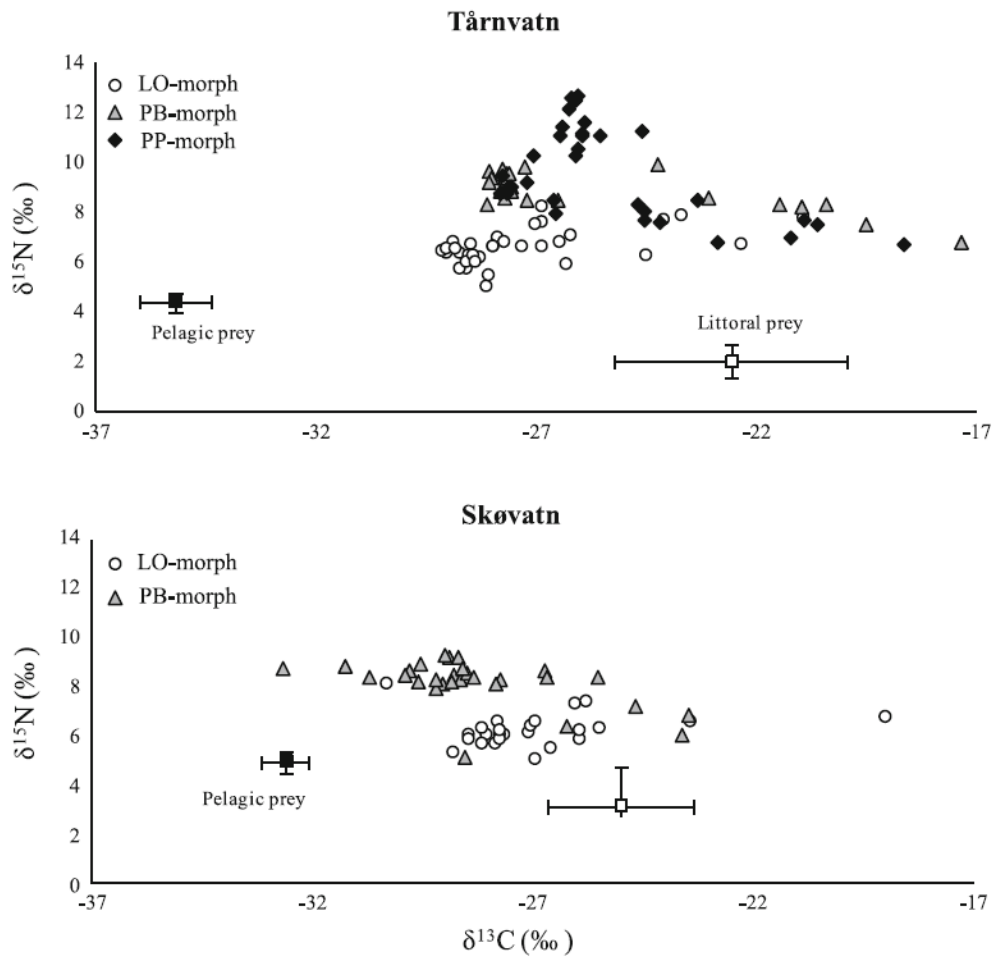 Tårnvatn
14
12
10
8
6
4
2
0
δ¹⁵N (‰)
LO-morph
PB-morph
PP-morph
Pelagic prey
Littoral prey
-37
-32
-27
-22
-17
Skøvatn
14
12
10
8
6
4
2
0
δ¹⁵N (‰)
LO-morph
PB-morph
Pelagic prey
-37
-32
-27
-22
-17
δ¹³C (‰)